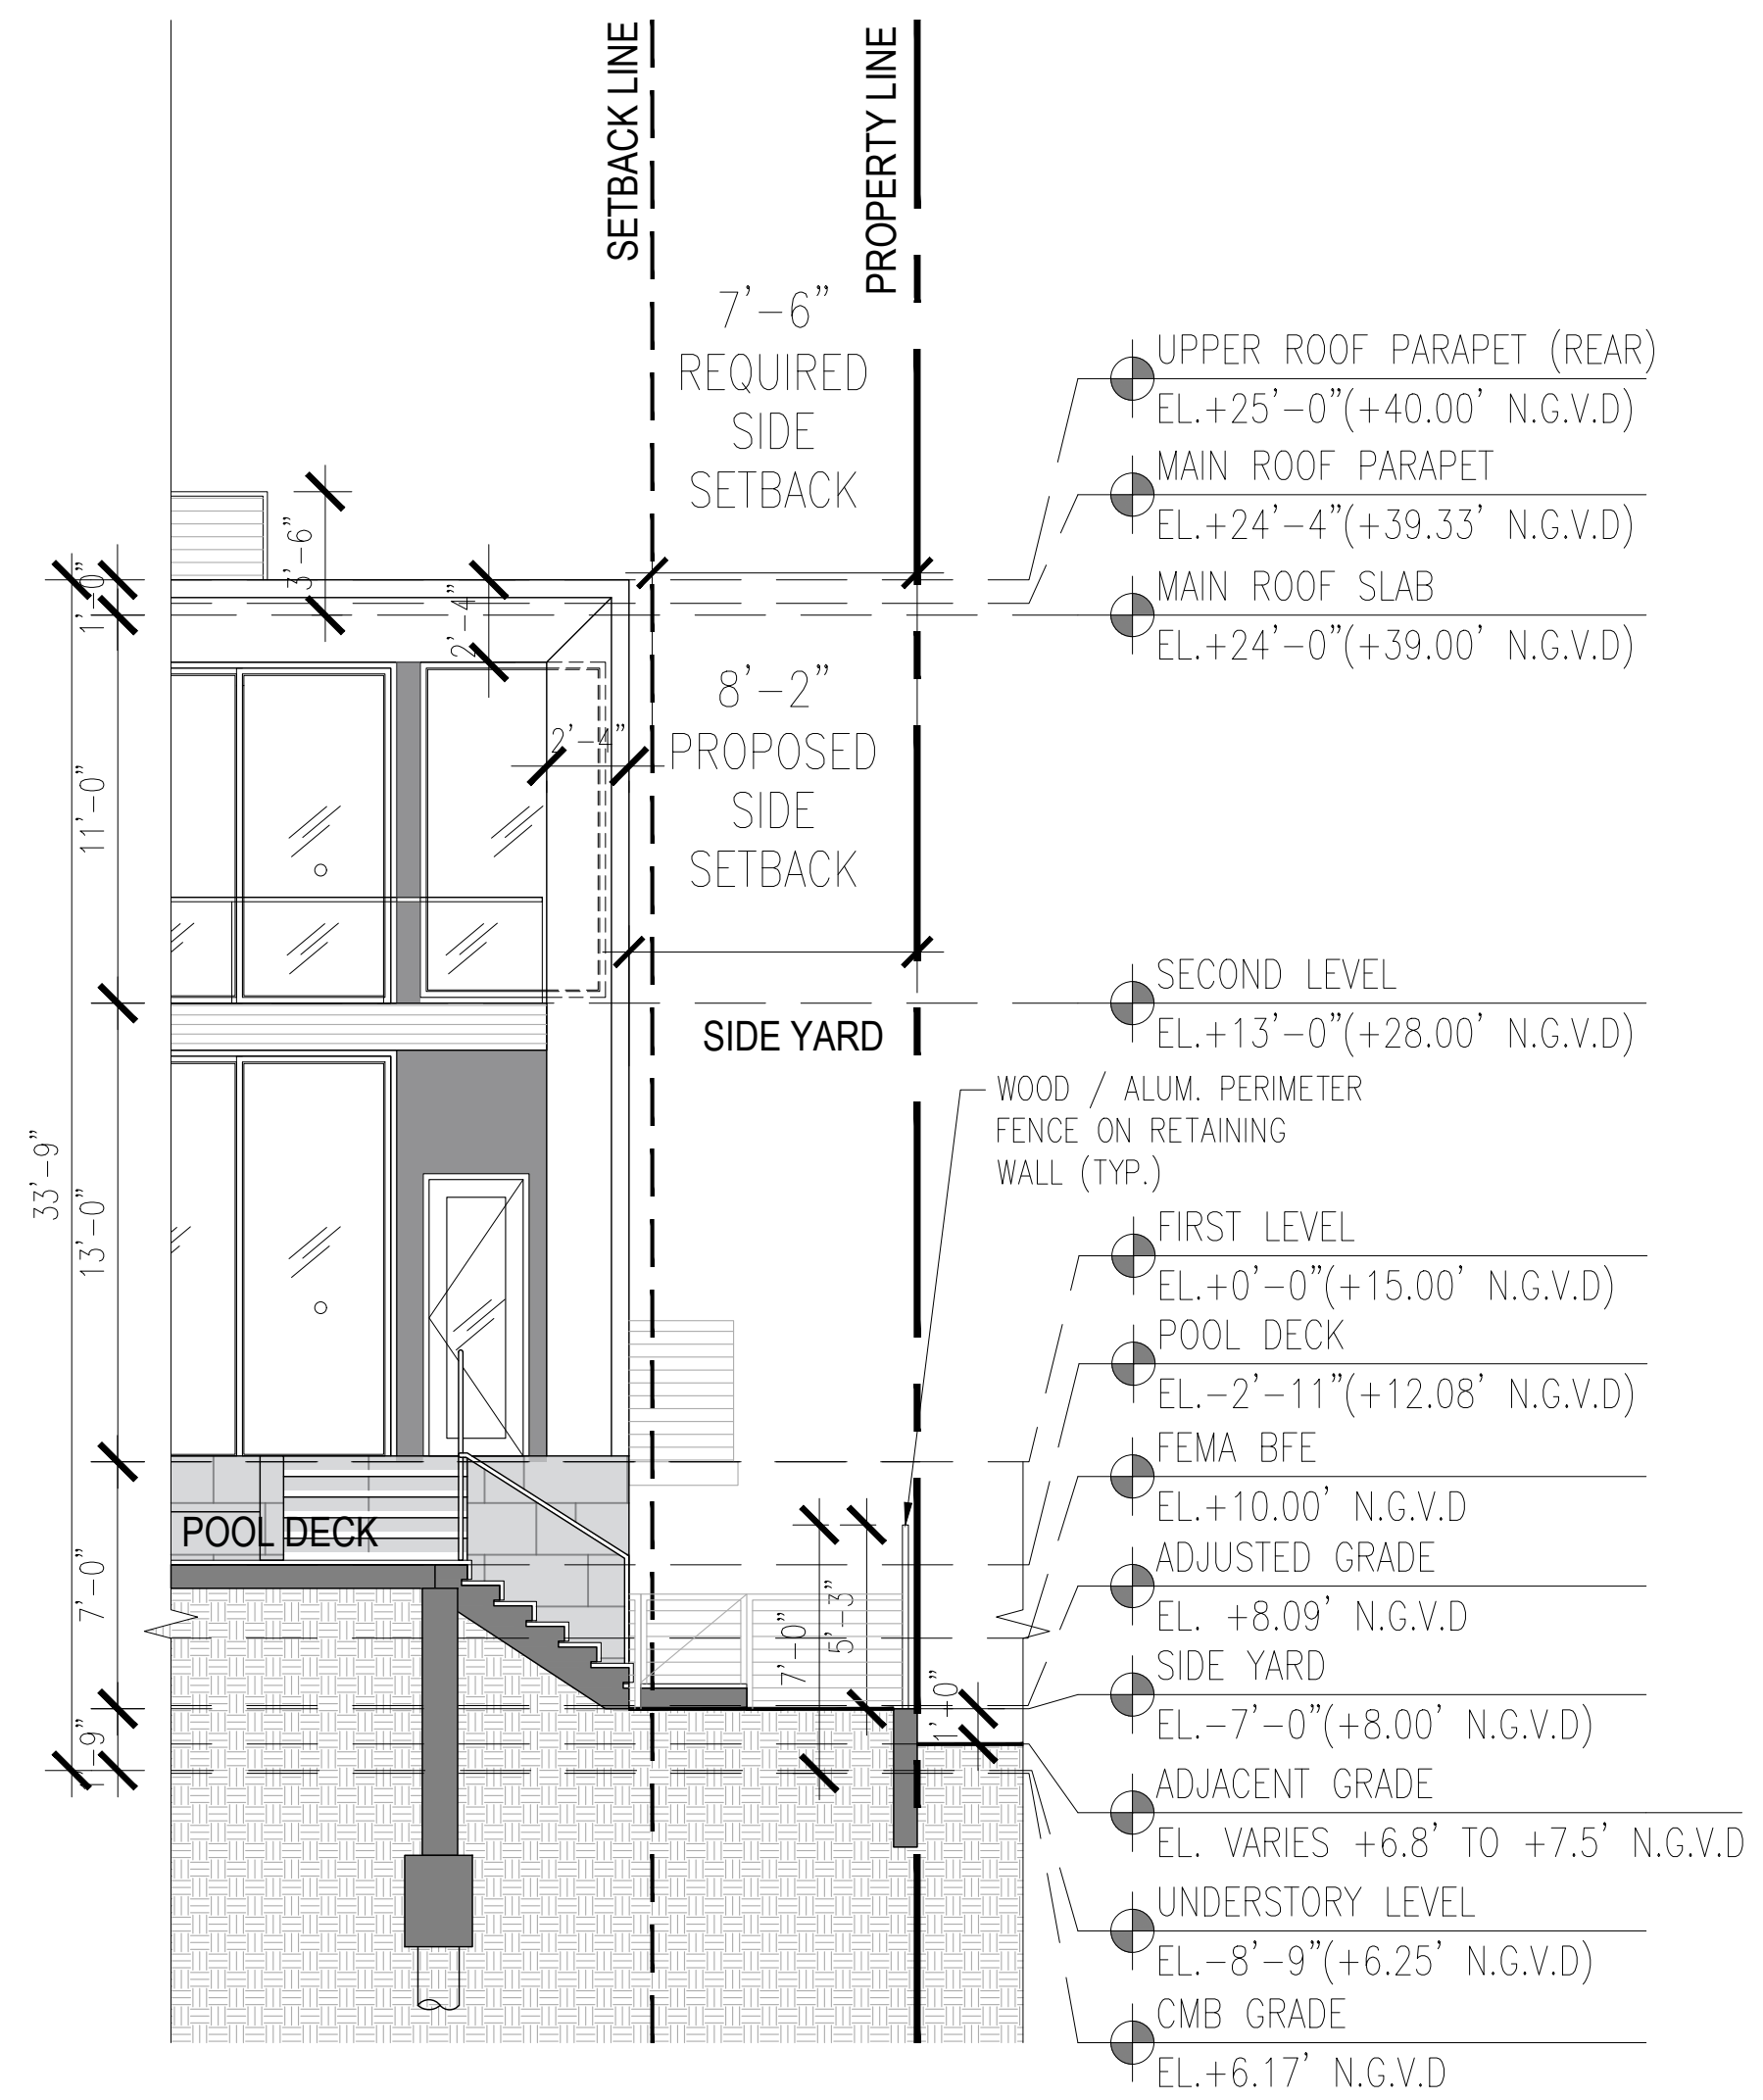 SETBACK LINE
PROPERTY LINE
7'-6"
REQUIRED
SIDE
SETBACK
UPPER ROOF PARAPET (REAR)
EL.+25'-0"(+40.00' N.G.V.D)
MAIN ROOF PARAPET
EL.+24'-4"(+39.33' N.G.V.D)
MAIN ROOF SLAB
EL.+24'-0"(+39.00' N.G.V.D)
3'-6"
1'-0"
2'-4"
8'-2"
PROPOSED
SIDE
SETBACK
2'-4"
11'-0"
SECOND LEVEL
EL.+13'-0"(+28.00' N.G.V.D)
SIDE YARD
WOOD / ALUM. PERIMETER
FENCE ON RETAINING
WALL (TYP.)
33'-9"
13'-0"
FIRST LEVEL
EL.+0'-0"(+15.00' N.G.V.D)
POOL DECK
EL.-2'-11"(+12.08' N.G.V.D)
FEMA BFE
EL.+10.00' N.G.V.D
POOL DECK
ADJUSTED GRADE
EL. +8.09' N.G.V.D
7'-0"
7'-0"
5'-3"
SIDE YARD
EL.-7'-0"(+8.00' N.G.V.D)
1'-0"
1'-9"
ADJACENT GRADE
EL. VARIES +6.8' TO +7.5' N.G.V.D
UNDERSTORY LEVEL
EL.-8'-9"(+6.25' N.G.V.D)
CMB GRADE
EL.+6.17' N.G.V.D